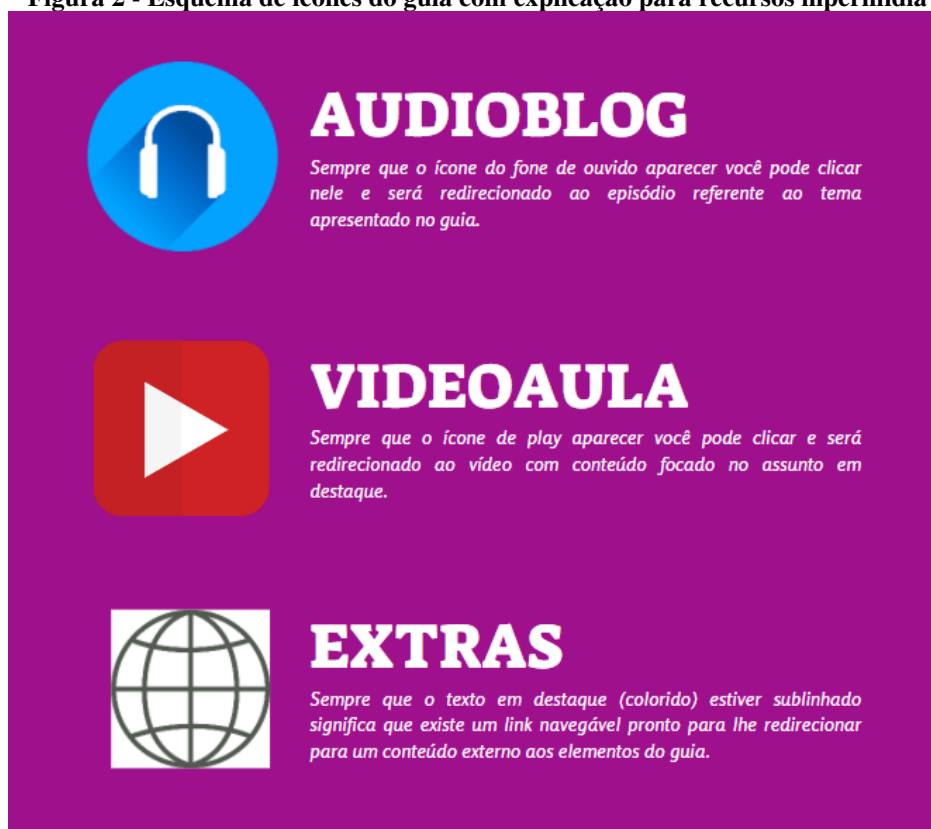 Figura 2 - Esquema de ícones do guia com explicação para recursos hipermídia
AUDIOBLOG
Sempre que o ícone do fone de ouvido aparecer você pode clicar
nele e será redirecionado ao episódio referente ao tema
apresentado no guia.
VIDEOAULA
Sempre que o ícone de play aparecer você pode clicar e será
redirecionado ao vídeo com conteúdo focado no assunto em
destaque.
EXTRAS
Sempre que o texto em destaque (colorido) estiver sublinhado
significa que existe um link navegável pronto para lhe redirecionar
para um conteúdo externo aos elementos do guia.